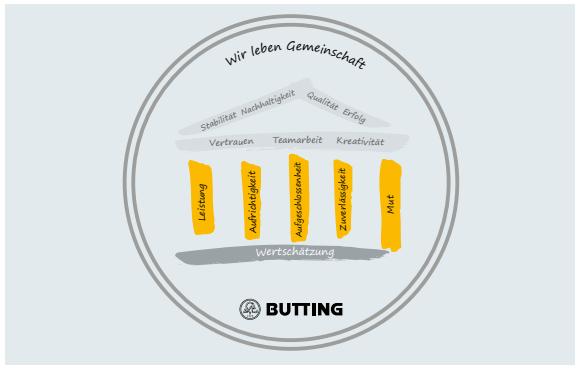 Wir leben Gemeinschaft
Stabilität Nachhaltigkeit Qualität Erfolg
Vertrauen Teamarbeit Kreativität
Leistung
Aufrichtigkeit
Aufgeschlossenheit
Zuverlässigkeit
Mut
Wertschätzung
BUTTING